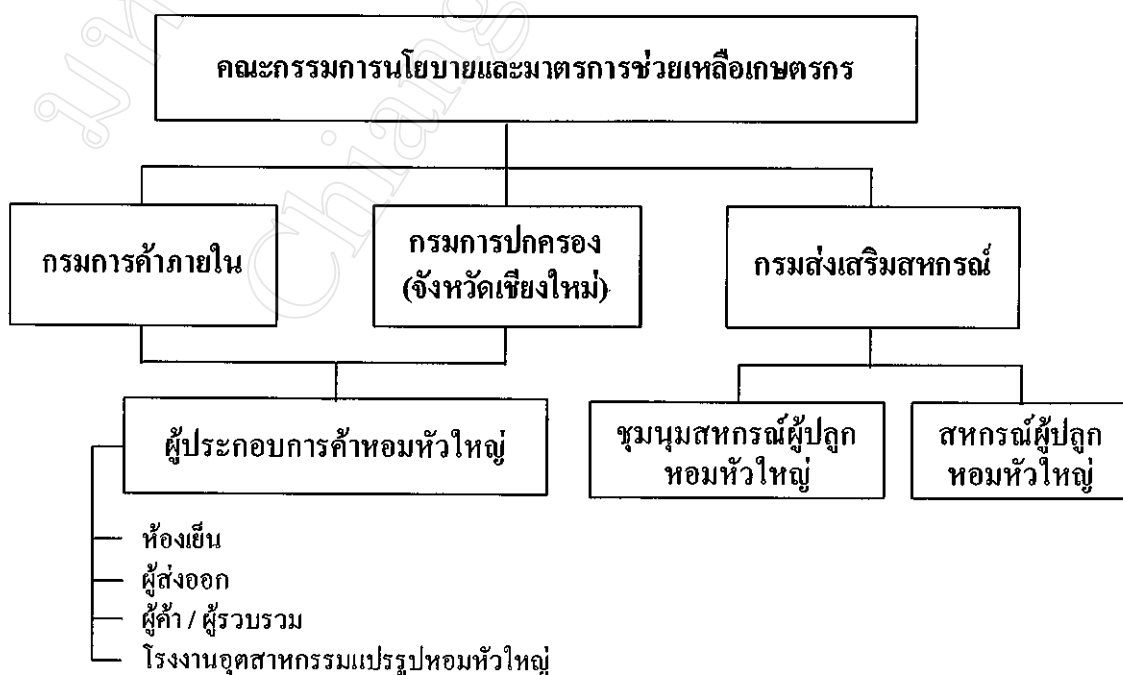 คณะกรรมการนโยบายและมาตรการช่วยเหลือเกษตรกร
กรมการค้าภายใน
กรมการปกครอง
(จังหวัดเชียงใหม่)
กรมส่งเสริมสหกรณ์
ผู้ประกอบการค้าหอมหัวใหญ่
ชุมนุมสหกรณ์ผู้ปลูก
หอมหัวใหญ่
สหกรณ์ผู้ปลูก
หอมหัวใหญ่
ห้องเย็น
ผู้ส่งออก
ผู้ค้า / ผู้รวบรวม
โรงงานอุตสาหกรรมแปรรูปหอมหัวใหญ่
Chiang